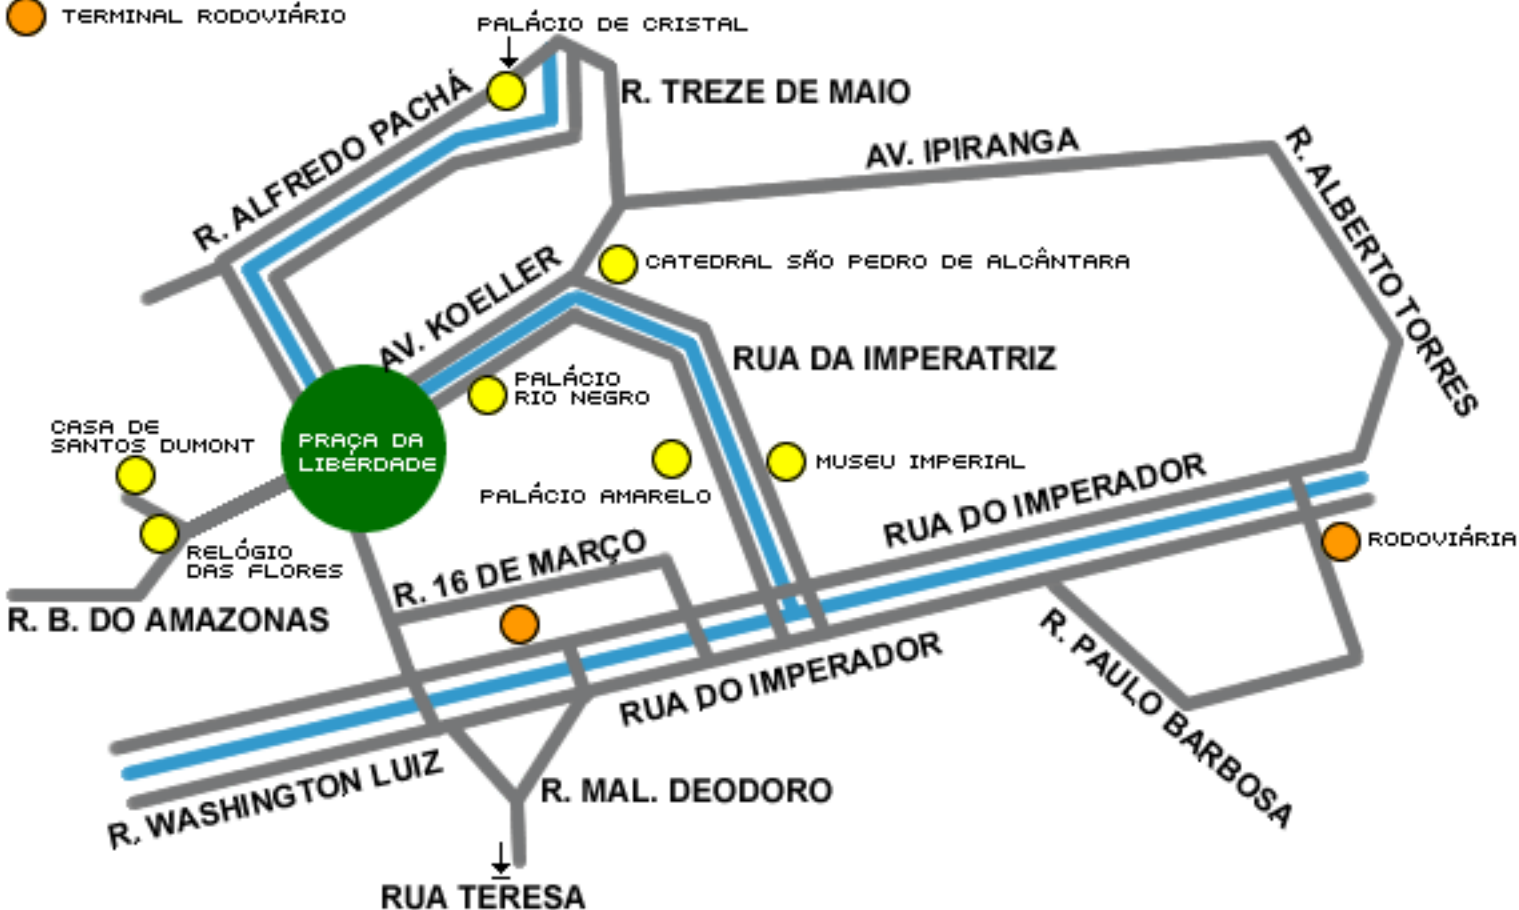 TERMINAL RODOVIÁRIO
PALÁCIO DE CRISTAL
R. TREZE DE MAIO
R. ALFREDO PACHÁ
AV. IPIRANGA
R. ALBERTO TORRES
AV. KOELLER
CATEDRAL SÃO PEDRO DE ALCÂNTARA
RUA DA IMPERATRIZ
PALÁCIO
RIO NEGRO
CASA DE
SANTOS DUMONT
PRAÇA DA
LIBERDADE
MUSEU IMPERIAL
PALÁCIO AMARELO
RUA DO IMPERADOR
RODOVIÁRIA
RELÓGIO
DAS FLORES
R. 16 DE MARÇO
R. B. DO AMAZONAS
RUA DO IMPERADOR
R. PAULO BARBOSA
R. WASHINGTON LUIZ
R. MAL. DEODORO
RUA TERESA